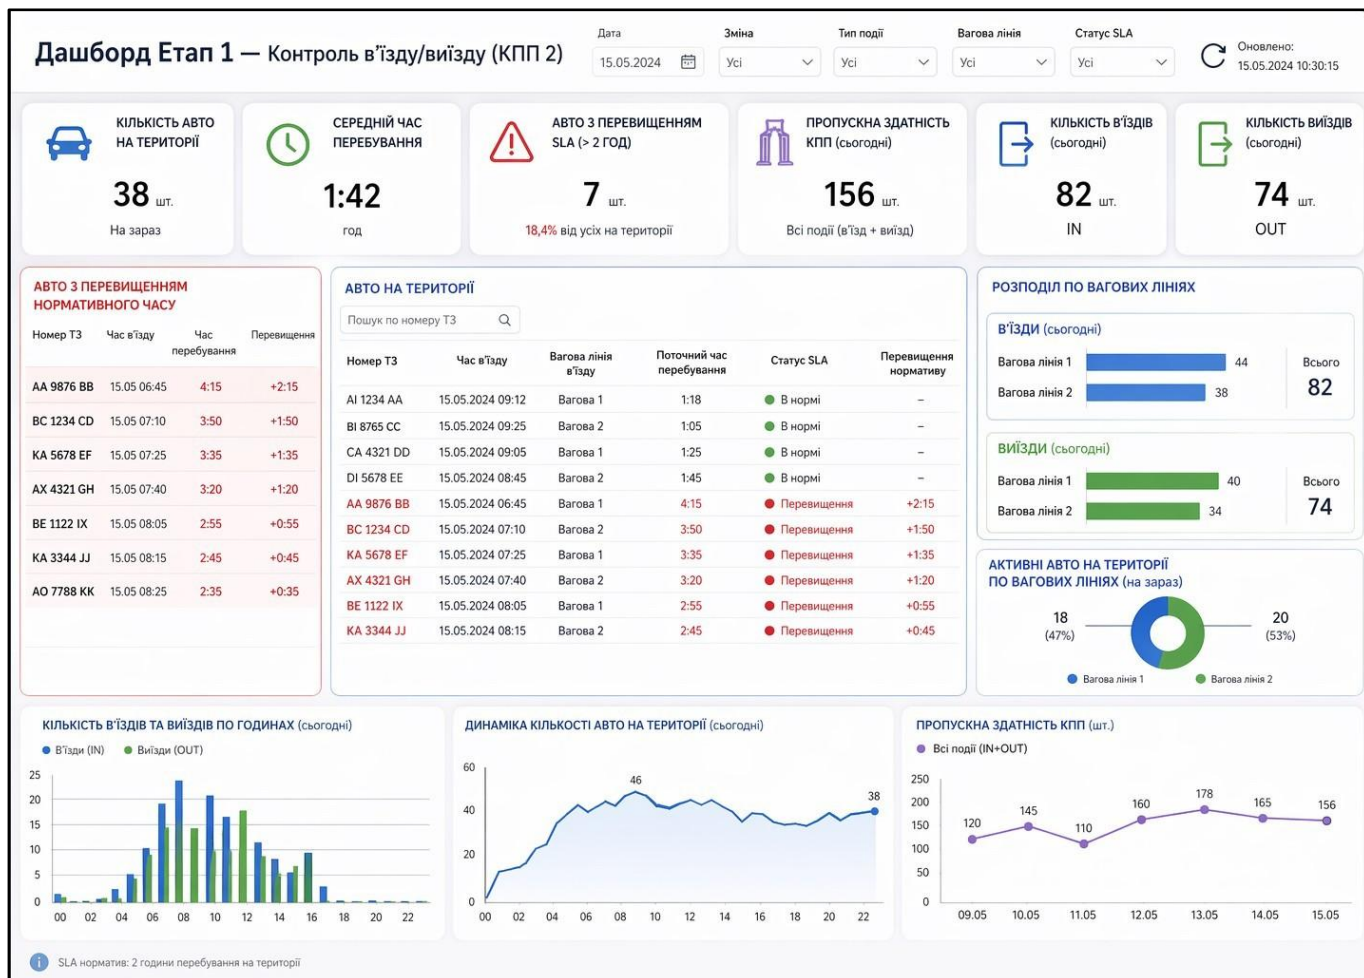 Дашборд Етап 1 — Контроль в'їзду/виїзду (КПП 2)
Дата
15.05.2024
Зміна
Усі
Тип події
Усі
Вагова лінія
Усі
Статус SLA
Усі
Оновлено:
15.05.2024 10:30:15
КІЛЬКІСТЬ АВТО
НА ТЕРИТОРІЇ
38 шт.
На зараз
СЕРЕДНІЙ ЧАС
ПЕРЕБУВАННЯ
1:42
год
АВТО З ПЕРЕВИЩЕННЯМ
SLA (> 2 ГОД)
7 шт.
18,4% від усіх на території
ПРОПУСКНА ЗДАТНІСТЬ
КПП (сьогодні)
156 шт.
Всі події (в'їзд + виїзд)
КІЛЬКІСТЬ В'ЇЗДІВ
(сьогодні)
82 шт.
IN
КІЛЬКІСТЬ ВИЇЗДІВ
(сьогодні)
74 шт.
OUT
АВТО З ПЕРЕВИЩЕННЯМ
НОРМАТИВНОГО ЧАСУ
Номер ТЗ Час в'їзду Час перебування Перевищення
AA 9876 BB 15.05 06:45 4:15 +2:15
BC 1234 CD 15.05 07:10 3:50 +1:50
KA 5678 EF 15.05 07:25 3:35 +1:35
AX 4321 GH 15.05 07:40 3:20 +1:20
BE 1122 IX 15.05 08:05 2:55 +0:55
KA 3344 JJ 15.05 08:15 2:45 +0:45
AO 7788 KK 15.05 08:25 2:35 +0:35
АВТО НА ТЕРИТОРІЇ
Пошук по номеру ТЗ
Номер ТЗ Час в'їзду Вагова лінія в'їзду Поточний час перебування Статус SLA Перевищення нормативу
AI 1234 AA 15.05.2024 09:12 Вагова 1 1:18 В нормі –
BI 8765 CC 15.05.2024 09:25 Вагова 2 1:05 В нормі –
CA 4321 DD 15.05.2024 09:05 Вагова 1 1:25 В нормі –
DI 5678 EE 15.05.2024 08:45 Вагова 2 1:45 В нормі –
AA 9876 BB 15.05.2024 06:45 Вагова 1 4:15 Перевищення +2:15
BC 1234 CD 15.05.2024 07:10 Вагова 2 3:50 Перевищення +1:50
KA 5678 EF 15.05.2024 07:25 Вагова 1 3:35 Перевищення +1:35
AX 4321 GH 15.05.2024 07:40 Вагова 2 3:20 Перевищення +1:20
BE 1122 IX 15.05.2024 08:05 Вагова 1 2:55 Перевищення +0:55
KA 3344 JJ 15.05.2024 08:15 Вагова 2 2:45 Перевищення +0:45
РОЗПОДІЛ ПО ВАГОВИХ ЛІНІЯХ
В'ЇЗДИ (сьогодні)
Вагова лінія 1 44
Вагова лінія 2 38
Всього
82
ВИЇЗДИ (сьогодні)
Вагова лінія 1 40
Вагова лінія 2 34
Всього
74
АКТИВНІ АВТО НА ТЕРИТОРІЇ
ПО ВАГОВИХ ЛІНІЯХ (на зараз)
18
(47%)
20
(53%)
Вагова лінія 1 Вагова лінія 2
КІЛЬКІСТЬ В'ЇЗДІВ ТА ВИЇЗДІВ ПО ГОДИНАХ (сьогодні)
В'їзди (IN) Виїзди (OUT)
25
20
15
10
5
0
00 02 04 06 08 10 12 14 16 18 20 22
ДИНАМІКА КІЛЬКОСТІ АВТО НА ТЕРИТОРІЇ (сьогодні)
60
40
20
0
46
38
00 02 04 06 08 10 12 14 16 18 20 22
ПРОПУСКНА ЗДАТНІСТЬ КПП (шт.)
Всі події (IN+OUT)
250
200
150
100
50
0
120 145 110 160 178 165 156
09.05 10.05 11.05 12.05 13.05 14.05 15.05
SLA норматив: 2 години перебування на території